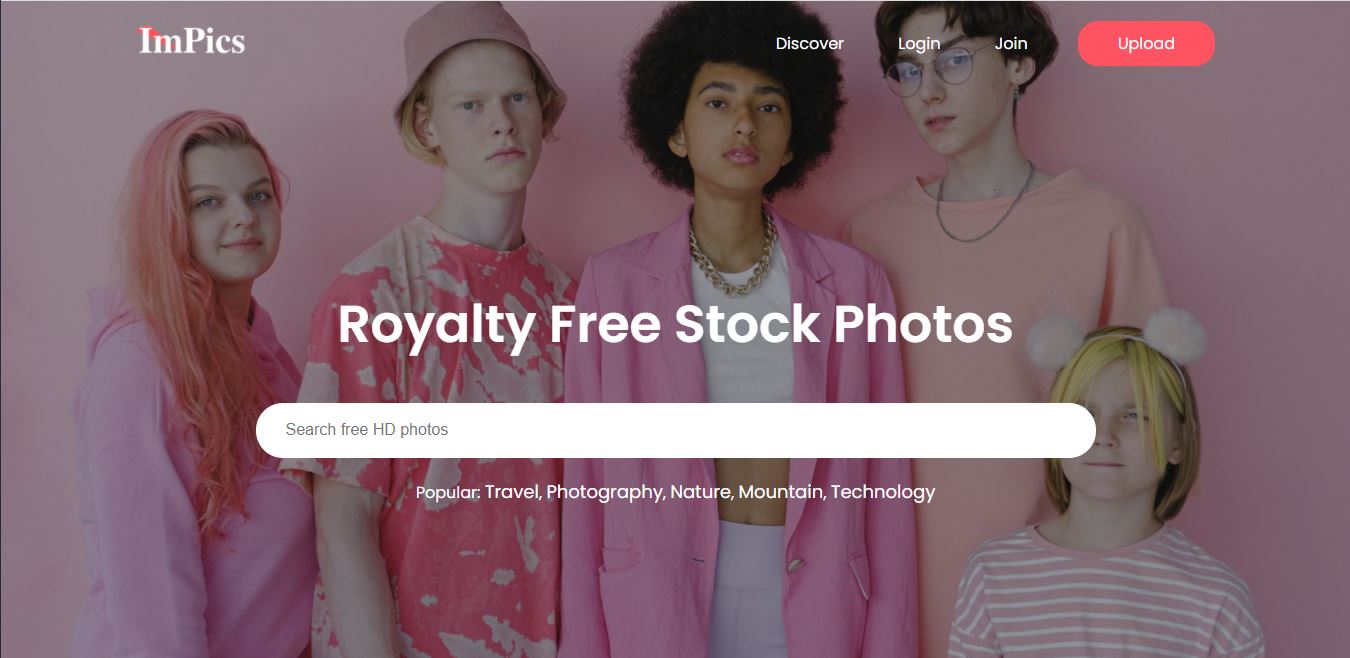 ImPics
Discover Login Join Upload
Royalty Free Stock Photos
Search free HD photos
Popular: Travel, Photography, Nature, Mountain, Technology